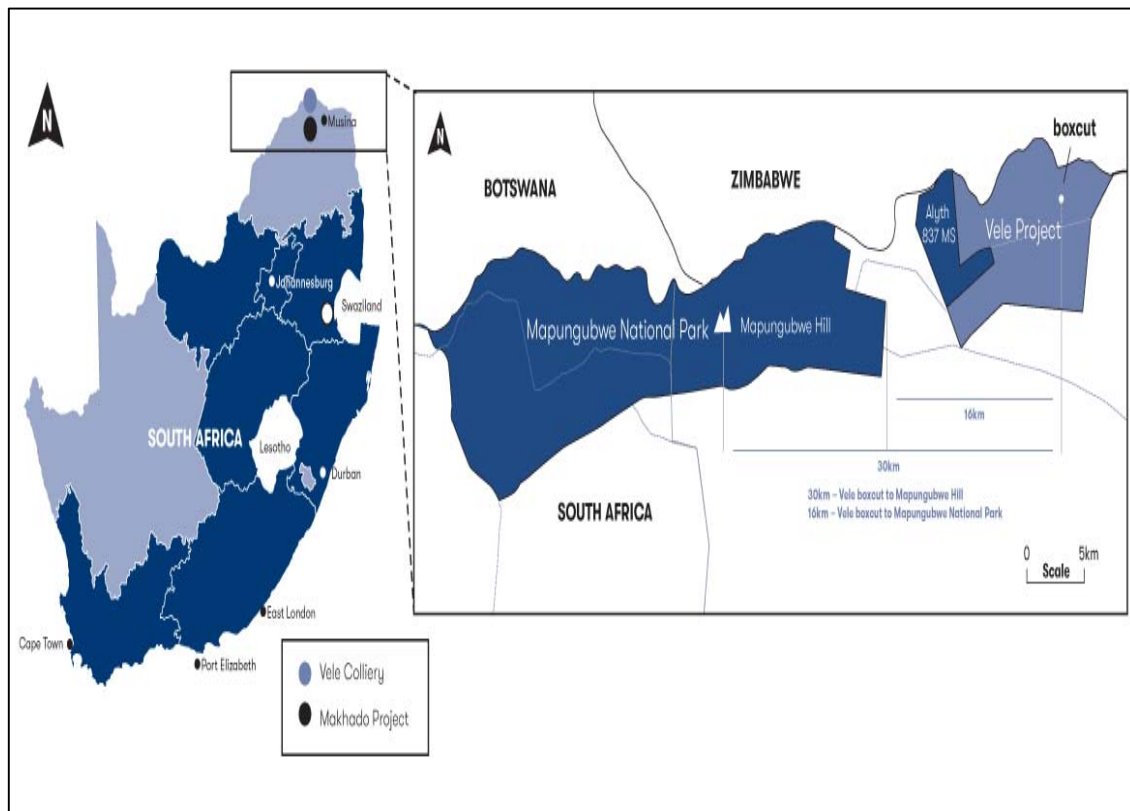 N
Musina
Johannesburg
Swaziland
SOUTH AFRICA
Lesotho
Durban
East London
Cape Town
Port Elizabeth
Vele Colliery
Makhado Project
N
BOTSWANA
ZIMBABWE
boxcut
Alyth
837 MS
Vele Project
Mapungubwe National Park
Mapungubwe Hill
16km
30km
30km – Vele boxcut to Mapungubwe Hill
16km – Vele boxcut to Mapungubwe National Park
SOUTH AFRICA
0 5km
Scale